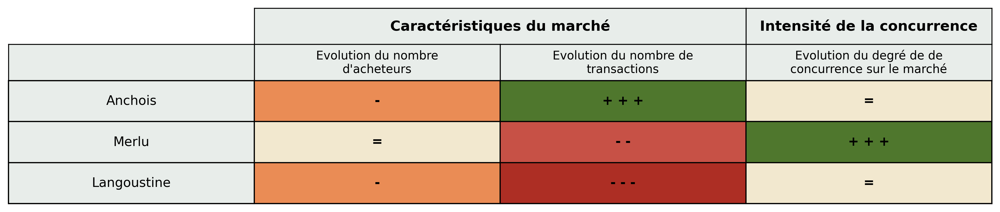 Caractéristiques du marché
Intensité de la concurrence
Evolution du nombre
d'acheteurs
Evolution du nombre de
transactions
Evolution du degré de de
concurrence sur le marché
Anchois
-
+ + +
=
Merlu
=
- -
+ + +
Langoustine
-
- - -
=